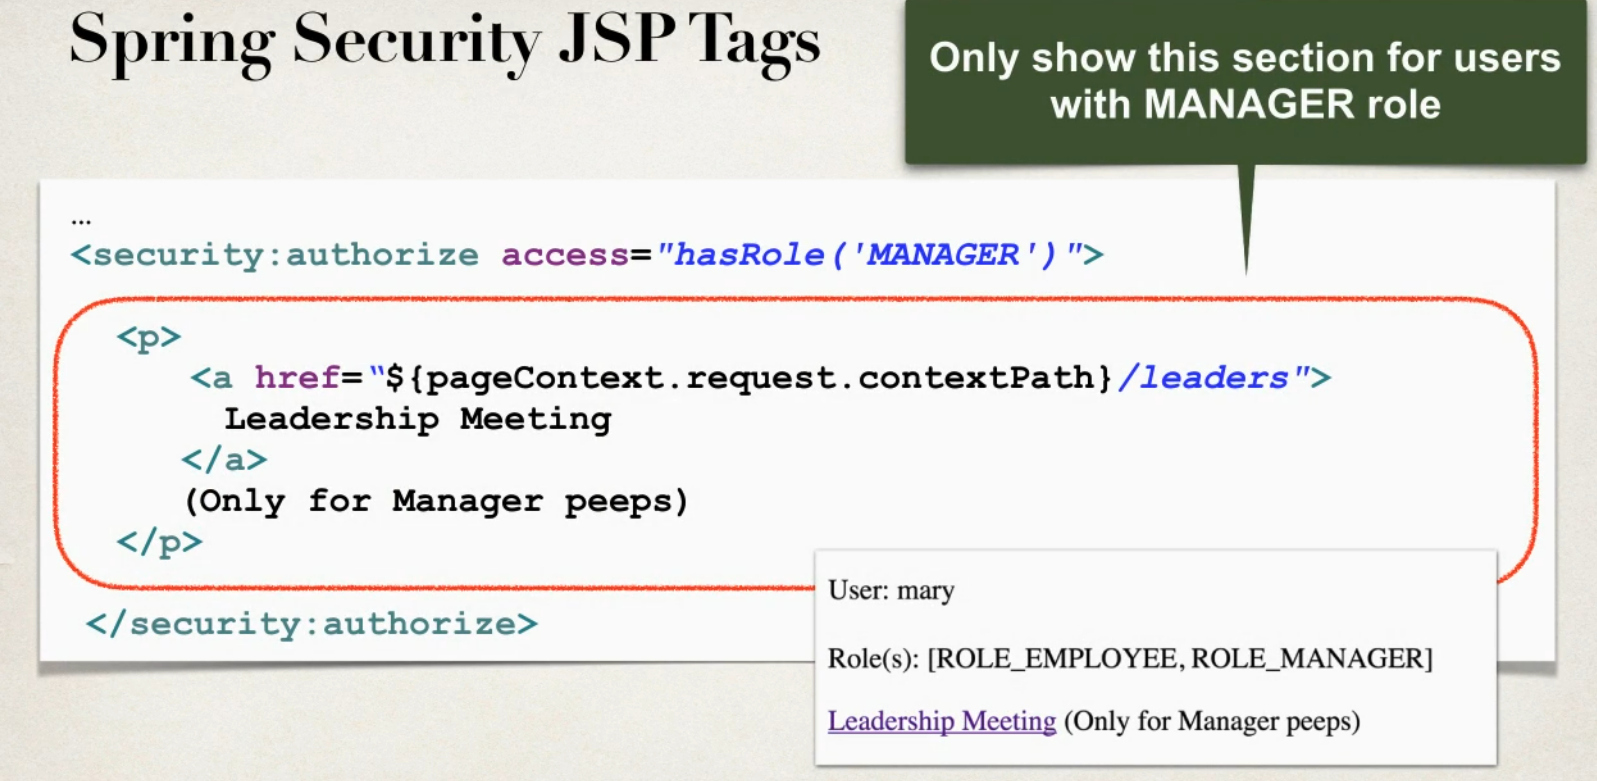 Spring Security JSP Tags
Only show this section for users
with MANAGER role
...
<security:authorize access="hasRole('MANAGER')">
<p>
<a href=“${pageContext.request.contextPath}/leaders">
Leadership Meeting
</a>
(Only for Manager peeps)
</p>
</security:authorize>
User: mary
Role(s): [ROLE_EMPLOYEE, ROLE_MANAGER]
Leadership Meeting (Only for Manager peeps)